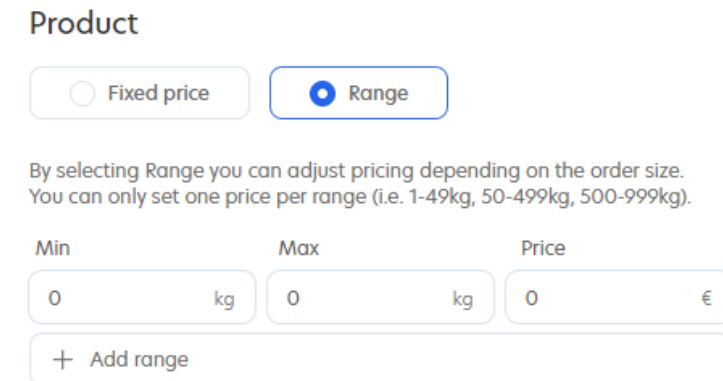 Product
Fixed price Range
By selecting Range you can adjust pricing depending on the order size.
You can only set one price per range (i.e. 1-49kg, 50-499kg, 500-999kg).
Min Max Price
0 kg 0 kg 0 €
+ Add range